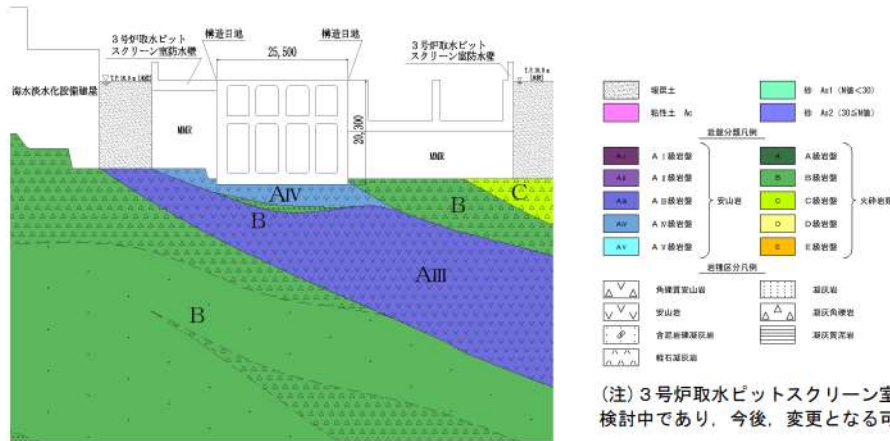 3号炉取水ピット
スクリーン室防水壁
構造目地
構造目地
25,500
3号炉取水ピット
スクリーン室防水壁
海水淡水化設備建屋
MMR
20,300
MMR
AⅣ
B
B
C
AⅢ
B
埋戻土
砂 As1 (N値<30)
粘性土 Ac
砂 As2 (30≦N値)
岩盤分類凡例
AⅠ AⅠ級岩盤
AⅡ AⅡ級岩盤
AⅢ AⅢ級岩盤
AⅣ AⅣ級岩盤
AⅤ AⅤ級岩盤
安山岩
A A級岩盤
B B級岩盤
C C級岩盤
D D級岩盤
E E級岩盤
火砕岩類
岩種区分凡例
角礫質安山岩
凝灰岩
安山岩
凝灰角礫岩
含泥岩礫凝灰岩
凝灰質泥岩
軽石凝灰岩
(注)3号炉取水ピットスクリーン室
検討中であり，今後，変更となる可